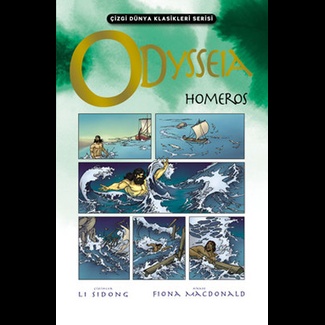 ÇİZGİ DÜNYA KLASİKLERİ SERİSİ
ODYSSEIA
HOMEROS
LI SIDONG
FIONA MACDONALD